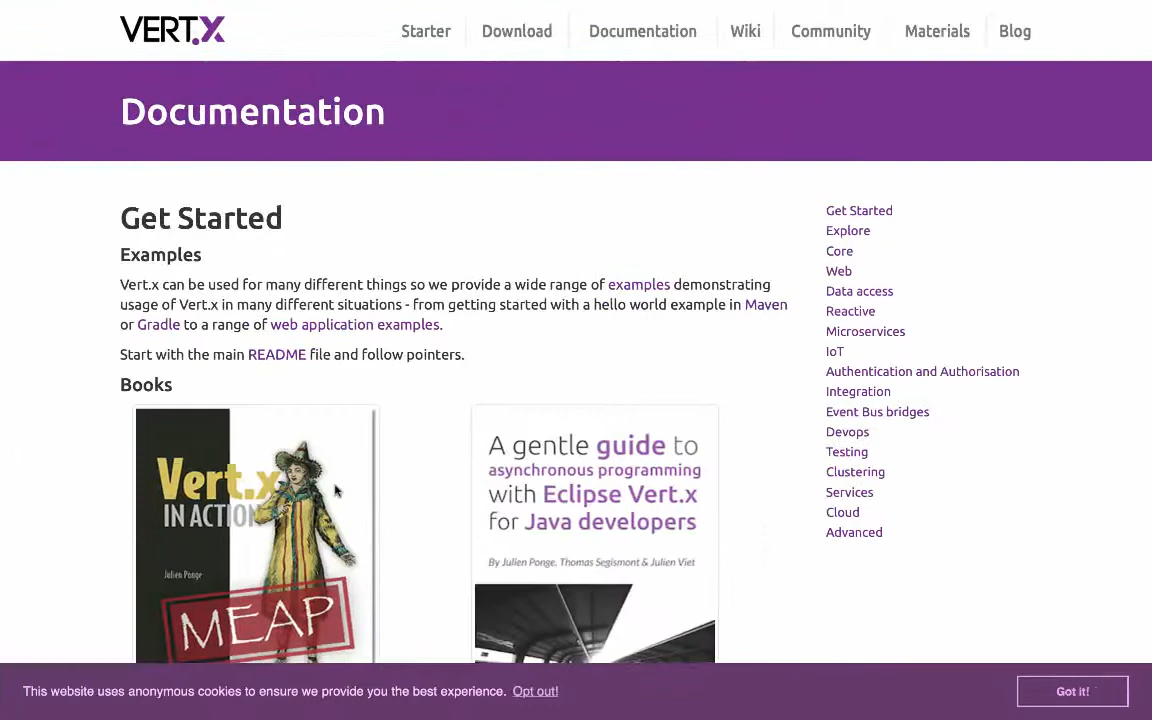 VERT.X
Starter Download Documentation Wiki Community Materials Blog
Documentation
Get Started
Examples
Vert.x can be used for many different things so we provide a wide range of examples demonstrating
usage of Vert.x in many different situations - from getting started with a hello world example in Maven
or Gradle to a range of web application examples.
Start with the main README file and follow pointers.
Books
Vert.x
IN ACTION
Julien Ponge
MEAP
A gentle guide to
asynchronous programming
with Eclipse Vert.x
for Java developers
By Julien Ponge, Thomas Segismont & Julien Viet
Get Started
Explore
Core
Web
Data access
Reactive
Microservices
IoT
Authentication and Authorisation
Integration
Event Bus bridges
Devops
Testing
Clustering
Services
Cloud
Advanced
This website uses anonymous cookies to ensure we provide you the best experience. Opt out!
Got it!